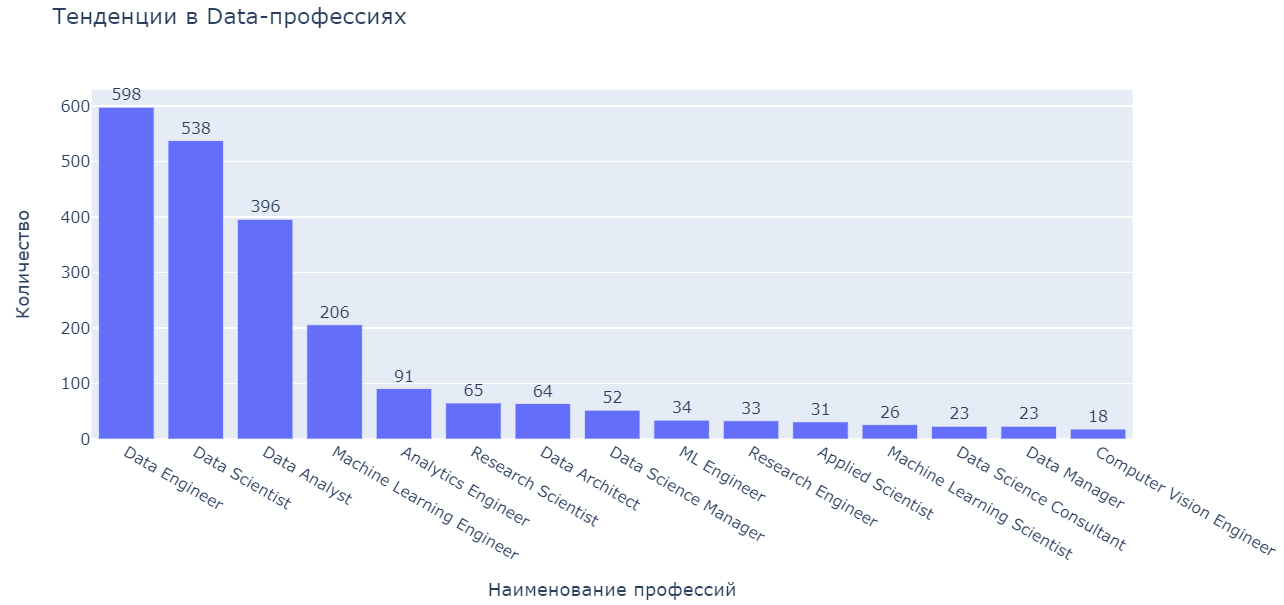 Тенденции в Data-профессиях
Количество
600
500
400
300
200
100
0
598
538
396
206
91
65
64
52
34
33
31
26
23
23
18
Data Engineer
Data Scientist
Data Analyst
Machine Learning Engineer
Analytics Engineer
Research Scientist
Data Architect
Data Science Manager
ML Engineer
Research Engineer
Applied Scientist
Machine Learning Scientist
Data Science Consultant
Data Manager
Computer Vision Engineer
Наименование профессий